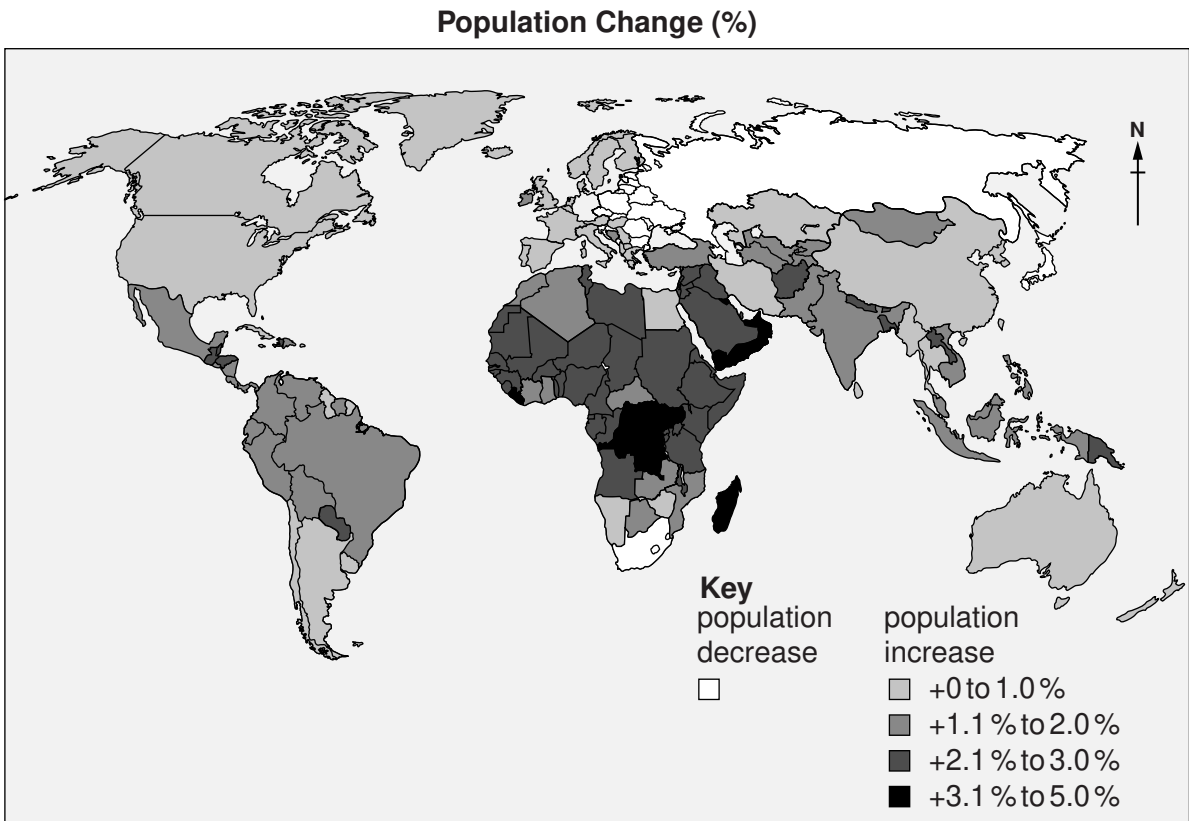 Population Change (%)
N
Key
population
decrease
population
increase
+0 to 1.0 %
+1.1 % to 2.0 %
+2.1 % to 3.0 %
+3.1 % to 5.0 %